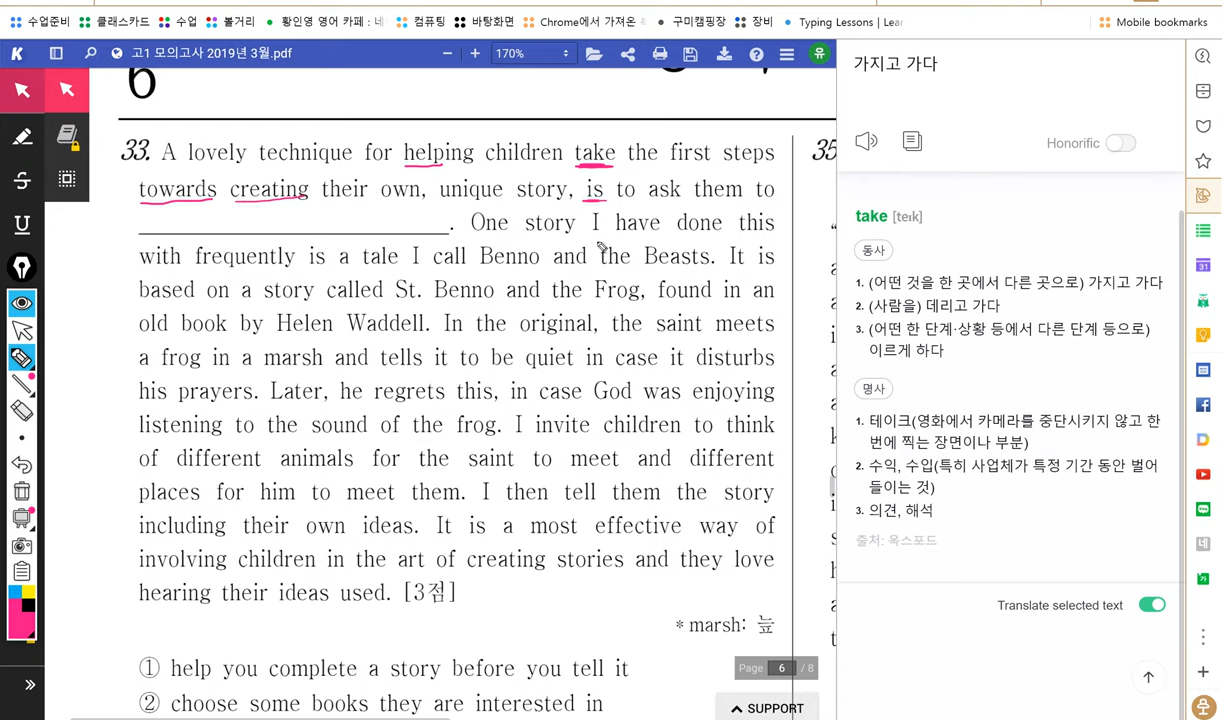 수업준비 클래스카드 수업 볼거리 황인영 영어 카페 : 네 컴퓨팅 바탕화면 Chrome에서 가져온 구미캠핑장 장비 Typing Lessons | Lear Mobile bookmarks
고1 모의고사 2019년 3월.pdf
170%
유
6
33. A lovely technique for helping children take the first steps
towards creating their own, unique story, is to ask them to
____________________. One story I have done this
with frequently is a tale I call Benno and the Beasts. It is
based on a story called St. Benno and the Frog, found in an
old book by Helen Waddell. In the original, the saint meets
a frog in a marsh and tells it to be quiet in case it disturbs
his prayers. Later, he regrets this, in case God was enjoying
listening to the sound of the frog. I invite children to think
of different animals for the saint to meet and different
places for him to meet them. I then tell them the story
including their own ideas. It is a most effective way of
involving children in the art of creating stories and they love
hearing their ideas used. [3점]
* marsh: 늪
① help you complete a story before you tell it
② choose some books they are interested in
Page 6 / 8
SUPPORT
35
가지고 가다
Honorific
take [teɪk]
동사
1. (어떤 것을 한 곳에서 다른 곳으로) 가지고 가다
2. (사람을) 데리고 가다
3. (어떤 한 단계·상황 등에서 다른 단계 등으로)
이르게 하다
명사
1. 테이크(영화에서 카메라를 중단시키지 않고 한
번에 찍는 장면이나 부분)
2. 수익, 수입(특히 사업체가 특정 기간 동안 벌어
들이는 것)
3. 의견, 해석
출처: 옥스포드
Translate selected text
31